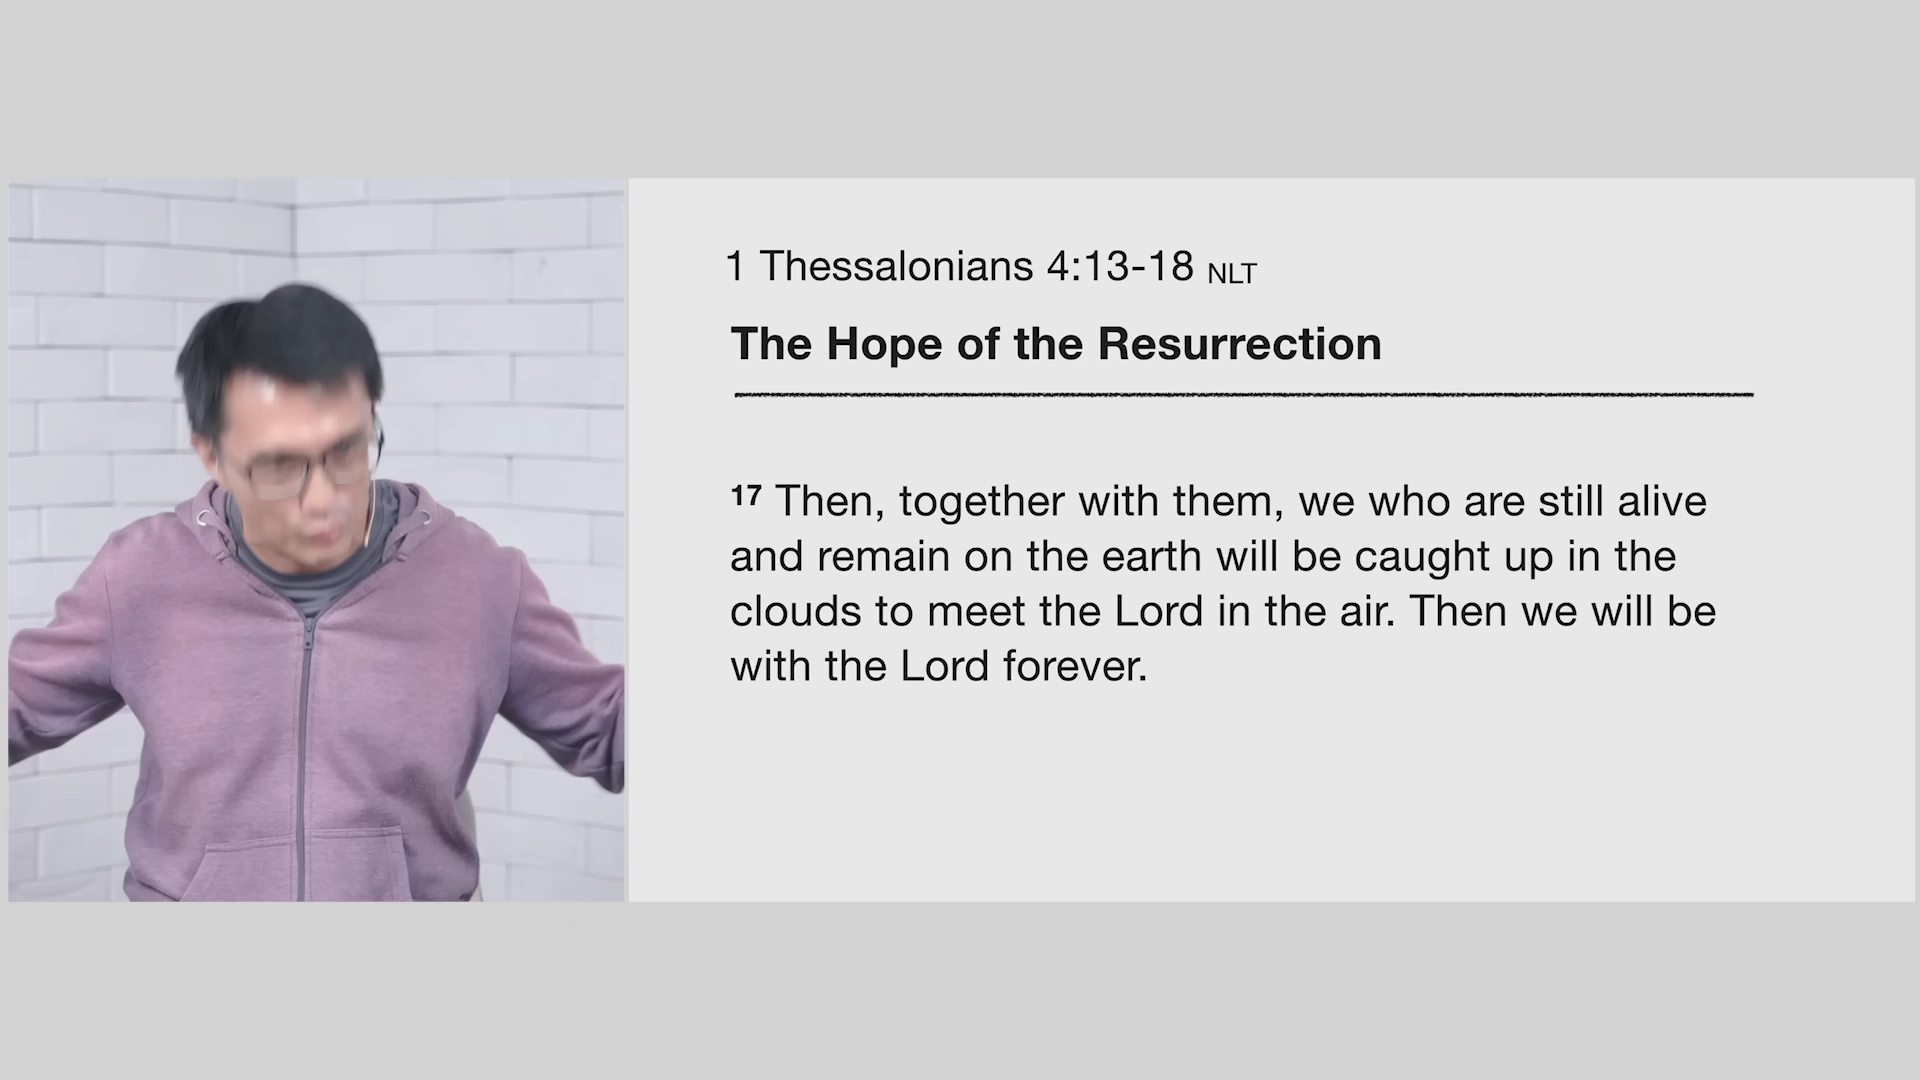 1 Thessalonians 4:13-18 NLT
The Hope of the Resurrection
17 Then, together with them, we who are still alive
and remain on the earth will be caught up in the
clouds to meet the Lord in the air. Then we will be
with the Lord forever.